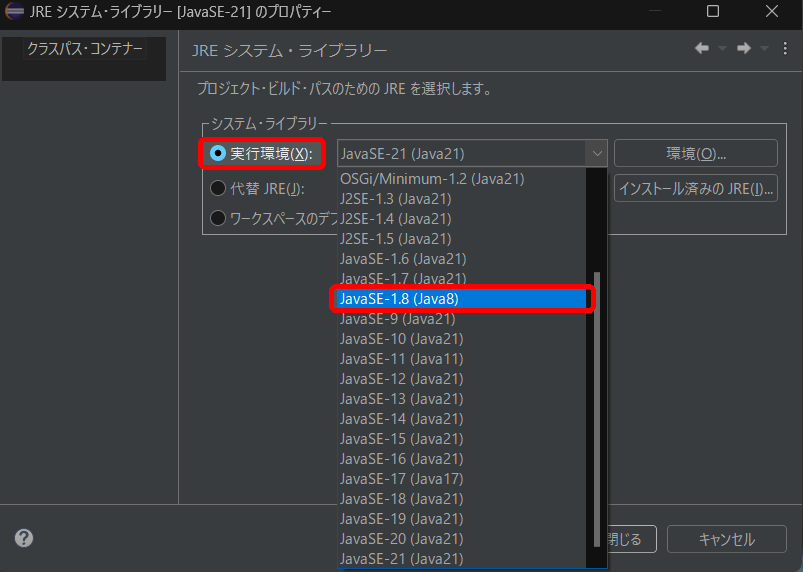 JRE システム・ライブラリー [JavaSE-21] のプロパティー
クラスパス・コンテナー
JRE システム・ライブラリー
プロジェクト・ビルド・パスのための JRE を選択します。
システム・ライブラリー
実行環境(X):
JavaSE-21 (Java21)
環境(O)...
代替 JRE(J):
インストール済みの JRE(I)...
ワークスペースのデフ
OSGi/Minimum-1.2 (Java21)
J2SE-1.3 (Java21)
J2SE-1.4 (Java21)
J2SE-1.5 (Java21)
JavaSE-1.6 (Java21)
JavaSE-1.7 (Java21)
JavaSE-1.8 (Java8)
JavaSE-9 (Java21)
JavaSE-10 (Java21)
JavaSE-11 (Java11)
JavaSE-12 (Java21)
JavaSE-13 (Java21)
JavaSE-14 (Java21)
JavaSE-15 (Java21)
JavaSE-16 (Java21)
JavaSE-17 (Java17)
JavaSE-18 (Java21)
JavaSE-19 (Java21)
JavaSE-20 (Java21)
JavaSE-21 (Java21)
閉じる
キャンセル